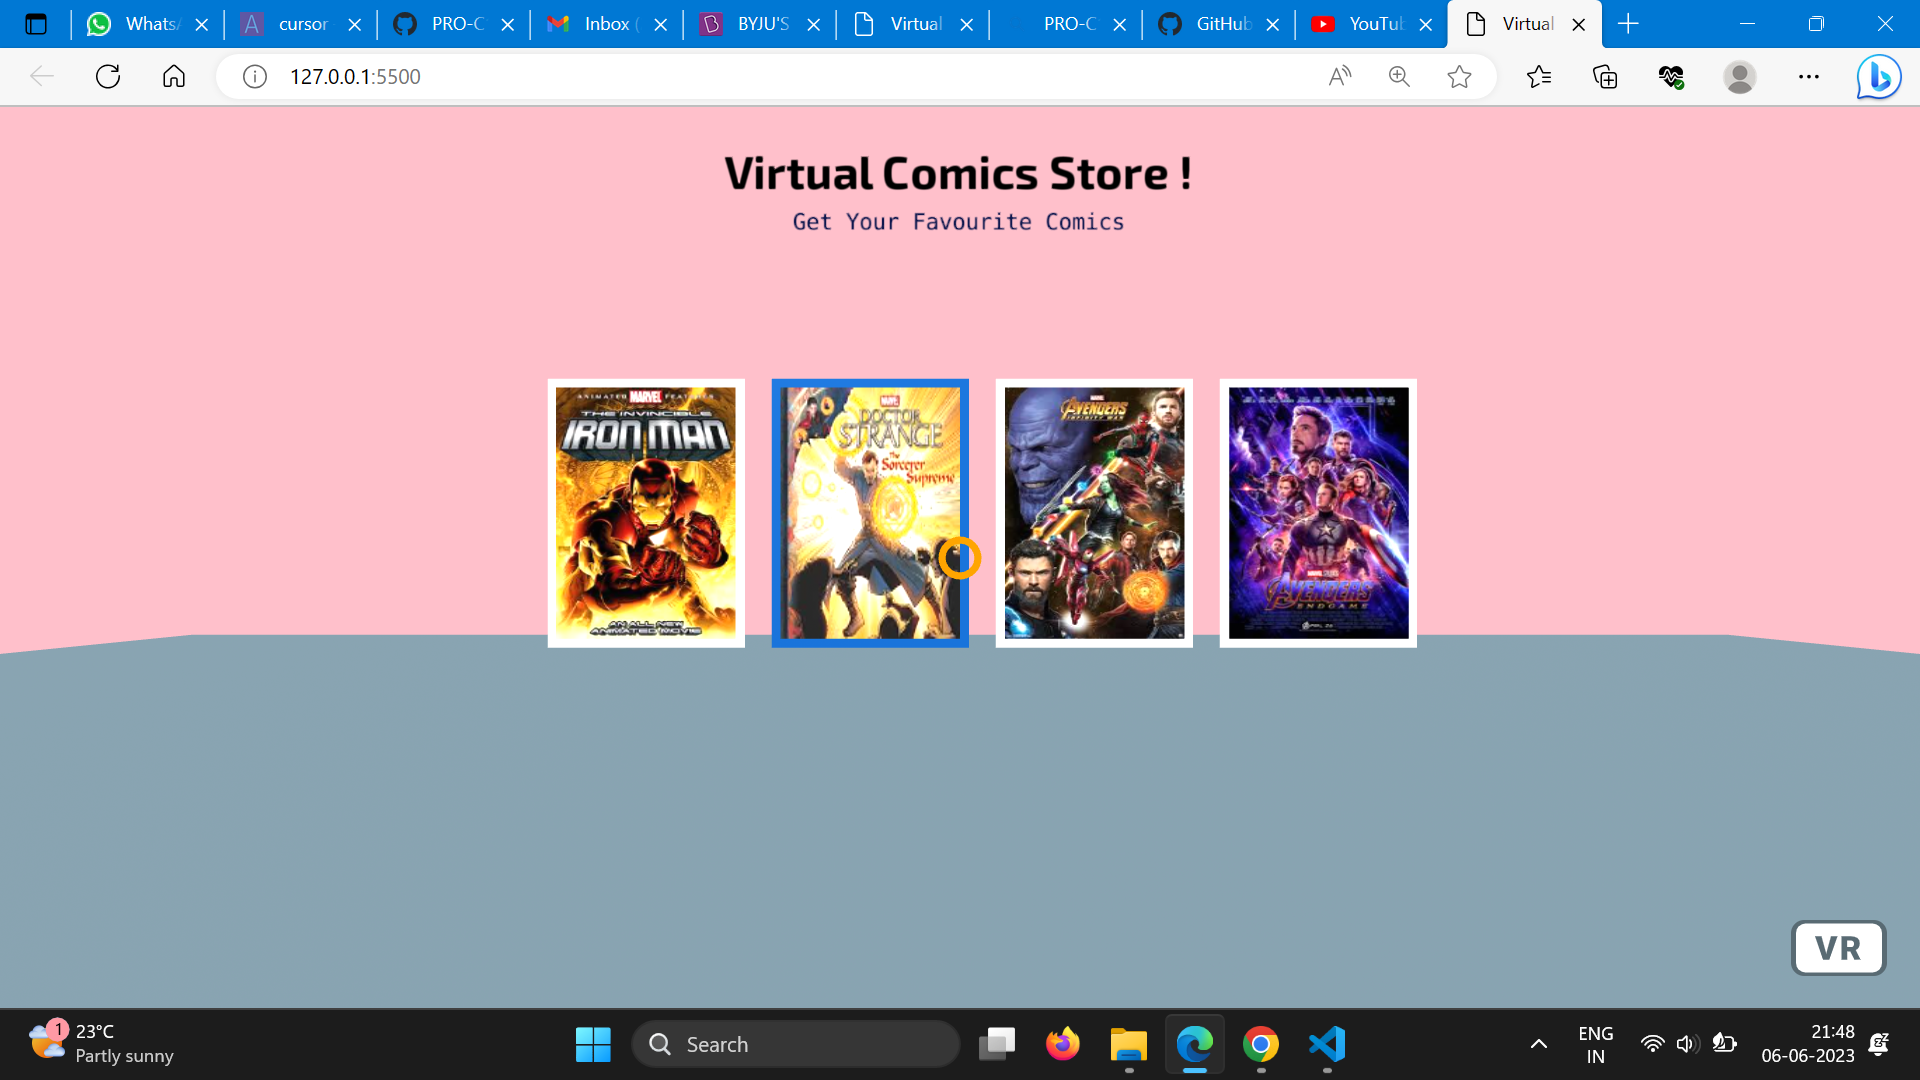 Whats
cursor
PRO-C
Inbox (
BYJU'S
Virtual
PRO-C
GitHub
YouTub
Virtual
127.0.0.1:5500
Virtual Comics Store !
Get Your Favourite Comics
ANIMATED MARVEL FEATURES
THE INVINCIBLE
IRON MAN
AN ALL NEW
ANIMATED MOVIE
MARVEL
DOCTOR
STRANGE
The
Sorcerer
Supreme
MARVEL
AVENGERS
INFINITY WAR
MARVEL STUDIOS
AVENGERS
ENDGAME
APRIL 26
VR
1
23°C
Partly sunny
Search
ENG
IN
21:48
06-06-2023